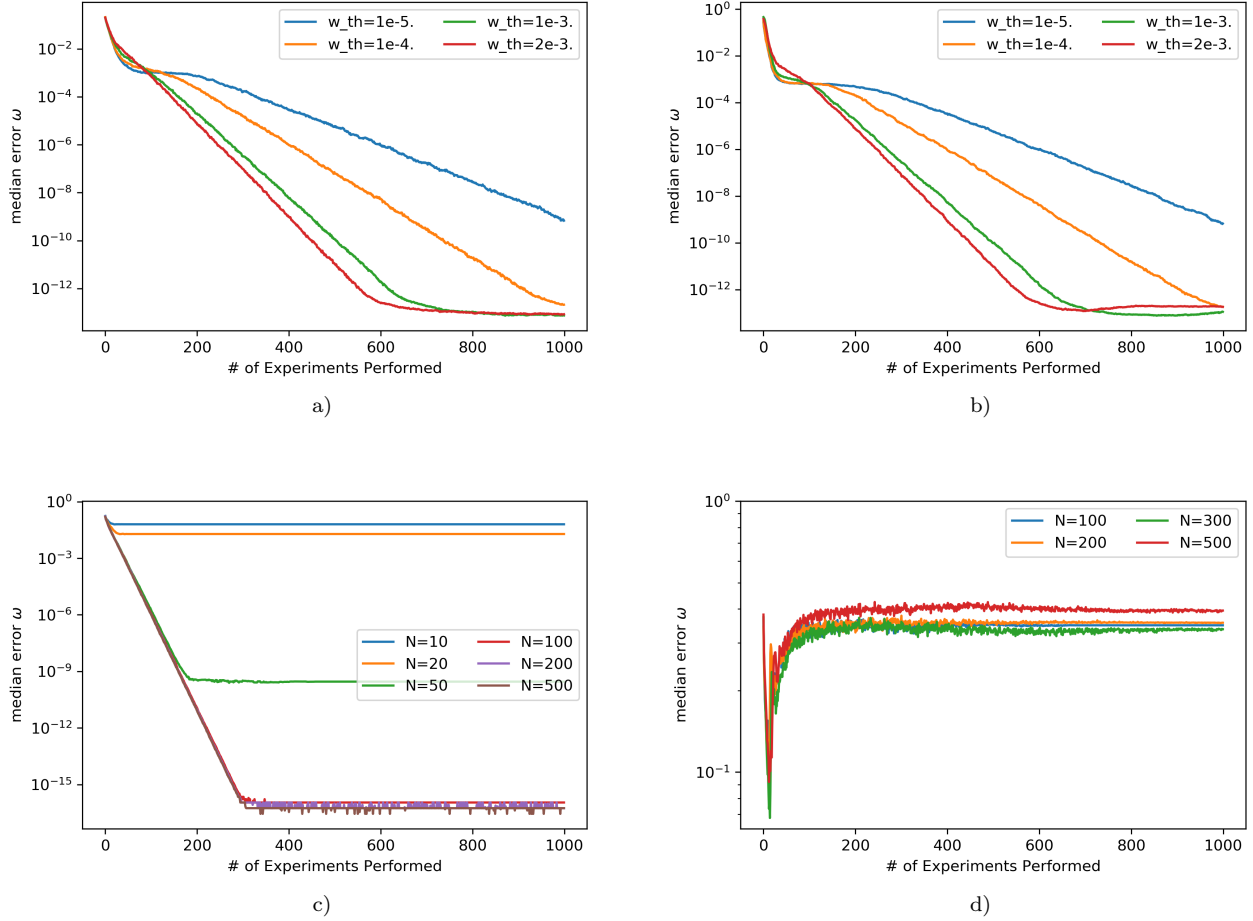 w_th=1e-5. w_th=1e-3.
w_th=1e-4. w_th=2e-3.
median error ω
10⁻²
10⁻⁴
10⁻⁶
10⁻⁸
10⁻¹⁰
10⁻¹²
0 200 400 600 800 1000
# of Experiments Performed
a)
w_th=1e-5. w_th=1e-3.
w_th=1e-4. w_th=2e-3.
median error ω
10⁰
10⁻²
10⁻⁴
10⁻⁶
10⁻⁸
10⁻¹⁰
10⁻¹²
0 200 400 600 800 1000
# of Experiments Performed
b)
median error ω
10⁰
10⁻³
10⁻⁶
10⁻⁹
10⁻¹²
10⁻¹⁵
N=10 N=100
N=20 N=200
N=50 N=500
0 200 400 600 800 1000
# of Experiments Performed
c)
N=100 N=300
N=200 N=500
median error ω
10⁰
10⁻¹
0 200 400 600 800 1000
# of Experiments Performed
d)